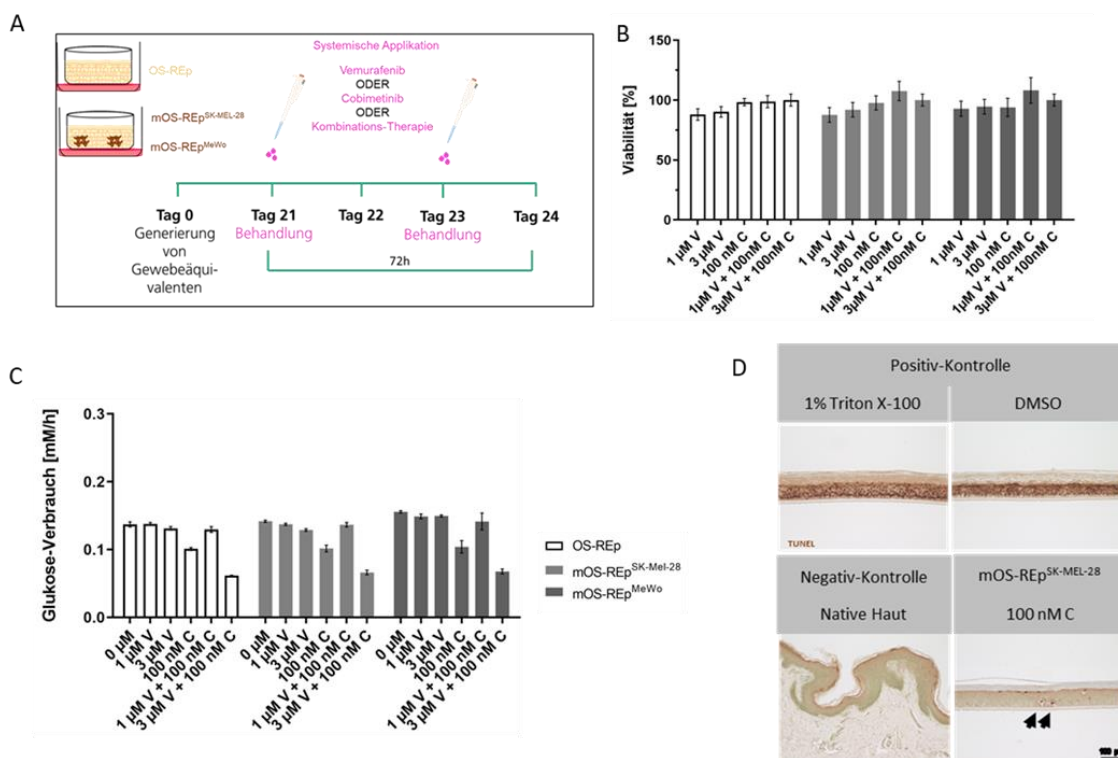 A
OS-REp
mOS-REpSK-MEL-28
mOS-REpMeWo
Systemische Applikation
Vemurafenib
ODER
Cobimetinib
ODER
Kombinations-Therapie
Tag 0
Generierung
von
Gewebeäqui-
valenten
Tag 21
Behandlung
Tag 22
Tag 23
Behandlung
Tag 24
72h
B
Viabilität [%]
150
100
50
0
1 µM V
3 µM V
100 nM C
1µM V + 100nM C
3µM V + 100nM C
1 µM V
3 µM V
100 nM C
1µM V + 100nM C
3µM V + 100nM C
1 µM V
3 µM V
100 nM C
1µM V + 100nM C
3µM V + 100nM C
C
Glukose-Verbrauch [mM/h]
0.3
0.2
0.1
0.0
0 µM
1 µM V
3 µM V
100 nM C
1 µM V + 100 nM C
3 µM V + 100 nM C
0 µM
1 µM V
3 µM V
100 nM C
1 µM V + 100 nM C
3 µM V + 100 nM C
0 µM
1 µM V
3 µM V
100 nM C
1 µM V + 100 nM C
3 µM V + 100 nM C
OS-REp
mOS-REpSK-Mel-28
mOS-REpMeWo
D
Positiv-Kontrolle
1% Triton X-100
DMSO
TUNEL
Negativ-Kontrolle
Native Haut
mOS-REpSK-MEL-28
100 nM C